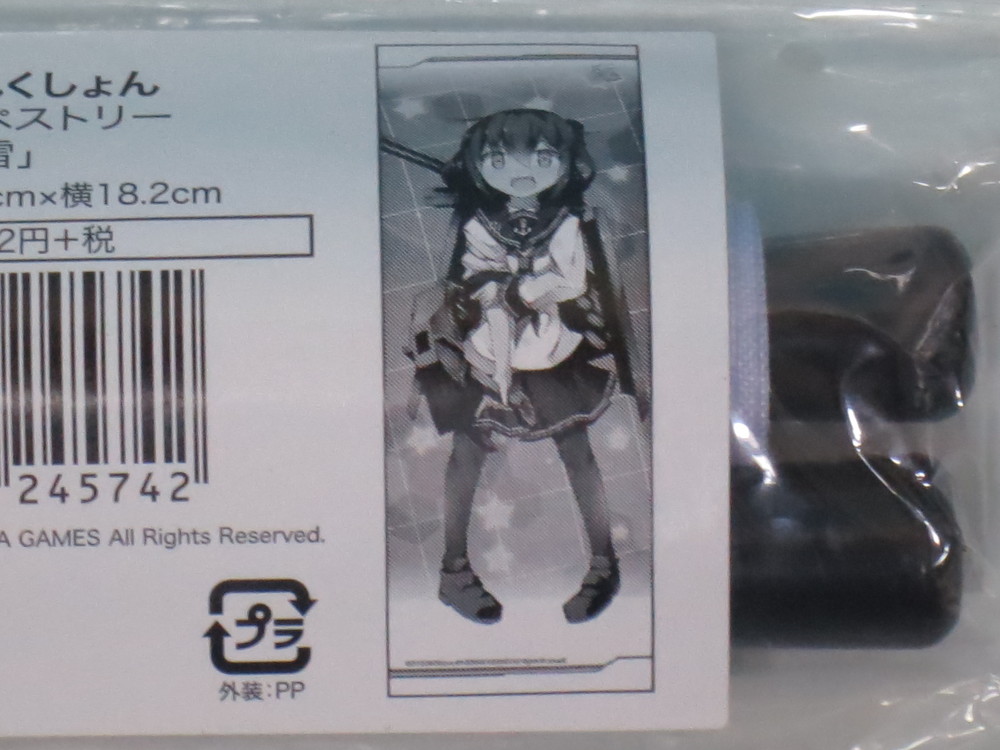 くしょん
ペストリー
雪」
cm×横18.2cm
2円＋税
245742
A GAMES All Rights Reserved.
プラ
外装：PP